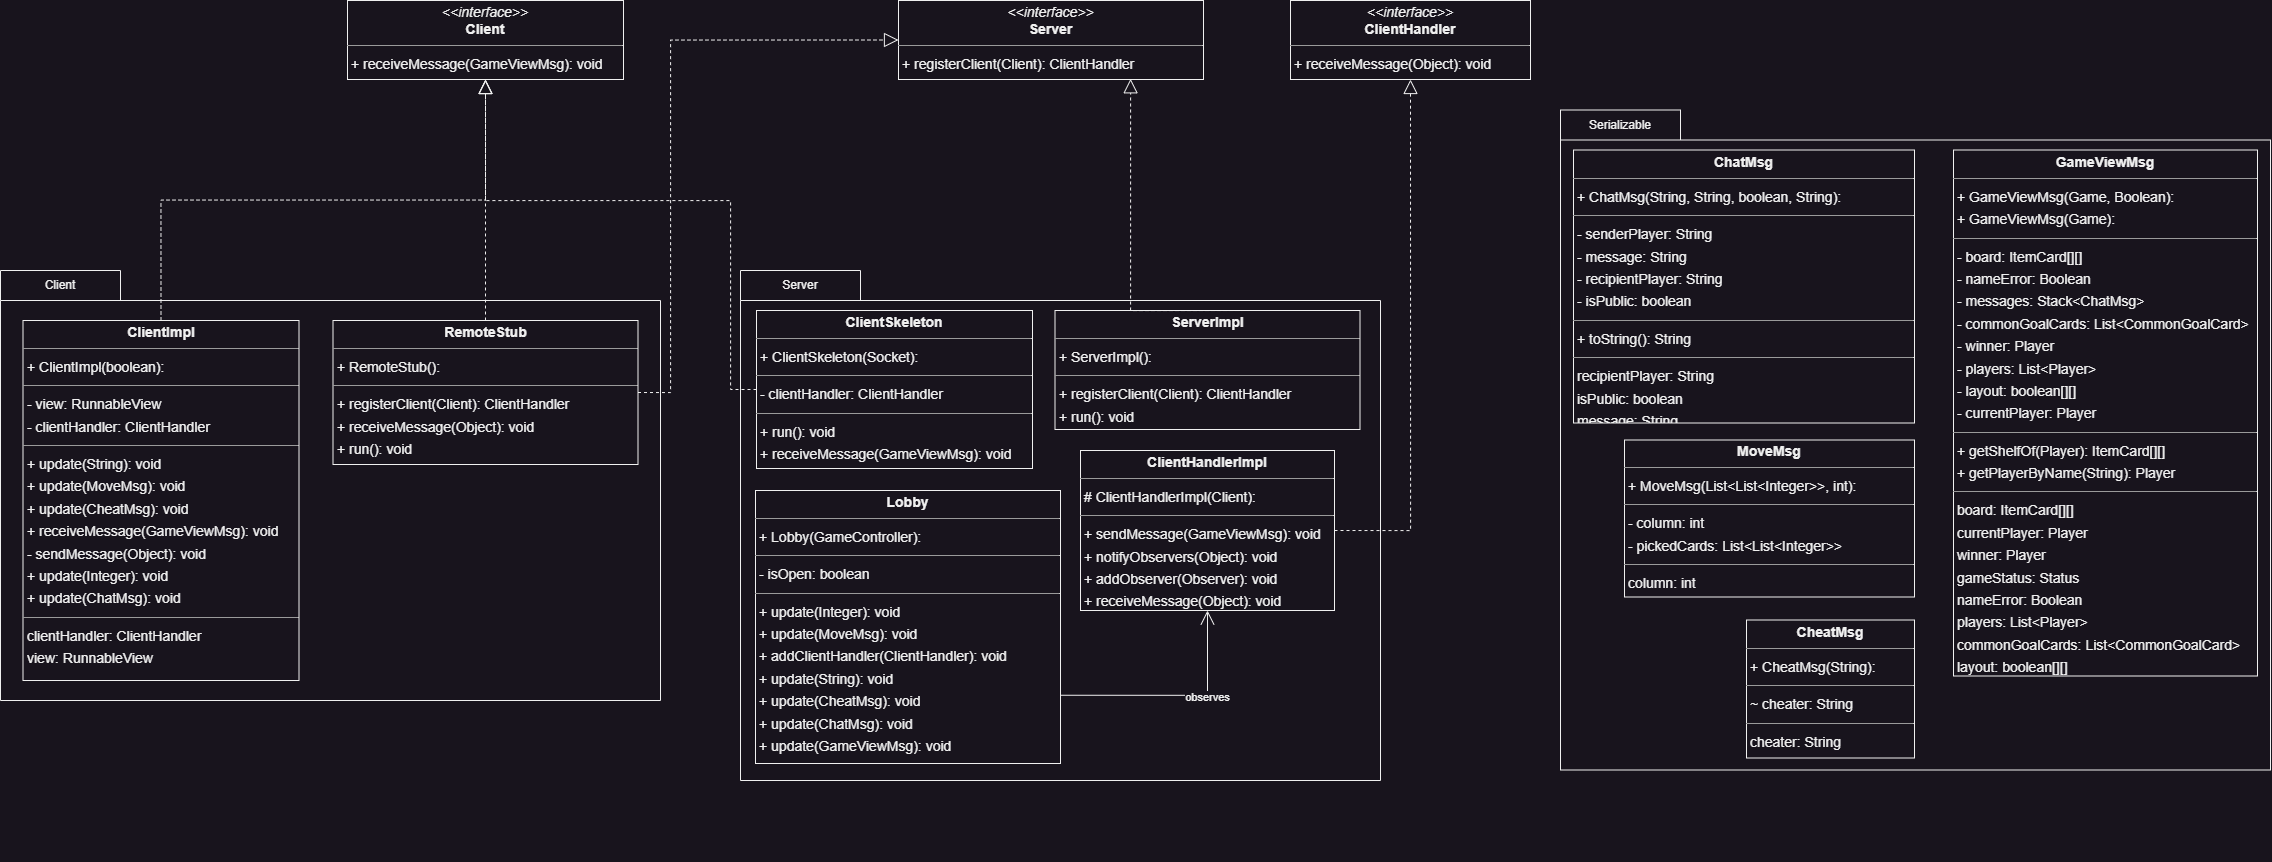 <<interface>>
Client
+ receiveMessage(GameViewMsg): void
<<interface>>
Server
+ registerClient(Client): ClientHandler
<<interface>>
ClientHandler
+ receiveMessage(Object): void
Client
ClientImpl
+ ClientImpl(boolean):
- view: RunnableView
- clientHandler: ClientHandler
+ update(String): void
+ update(MoveMsg): void
+ update(CheatMsg): void
+ receiveMessage(GameViewMsg): void
- sendMessage(Object): void
+ update(Integer): void
+ update(ChatMsg): void
clientHandler: ClientHandler
view: RunnableView
RemoteStub
+ RemoteStub():
+ registerClient(Client): ClientHandler
+ receiveMessage(Object): void
+ run(): void
Server
ClientSkeleton
+ ClientSkeleton(Socket):
- clientHandler: ClientHandler
+ run(): void
+ receiveMessage(GameViewMsg): void
ServerImpl
+ ServerImpl():
+ registerClient(Client): ClientHandler
+ run(): void
ClientHandlerImpl
# ClientHandlerImpl(Client):
+ sendMessage(GameViewMsg): void
+ notifyObservers(Object): void
+ addObserver(Observer): void
+ receiveMessage(Object): void
Lobby
+ Lobby(GameController):
- isOpen: boolean
+ update(Integer): void
+ update(MoveMsg): void
+ addClientHandler(ClientHandler): void
+ update(String): void
+ update(CheatMsg): void
+ update(ChatMsg): void
+ update(GameViewMsg): void
observes
Serializable
ChatMsg
+ ChatMsg(String, String, boolean, String):
- senderPlayer: String
- message: String
- recipientPlayer: String
- isPublic: boolean
+ toString(): String
recipientPlayer: String
isPublic: boolean
message: String
MoveMsg
+ MoveMsg(List<List<Integer>>, int):
- column: int
- pickedCards: List<List<Integer>>
column: int
CheatMsg
+ CheatMsg(String):
~ cheater: String
cheater: String
GameViewMsg
+ GameViewMsg(Game, Boolean):
+ GameViewMsg(Game):
- board: ItemCard[][]
- nameError: Boolean
- messages: Stack<ChatMsg>
- commonGoalCards: List<CommonGoalCard>
- winner: Player
- players: List<Player>
- layout: boolean[][]
- currentPlayer: Player
+ getShelfOf(Player): ItemCard[][]
+ getPlayerByName(String): Player
board: ItemCard[][]
currentPlayer: Player
winner: Player
gameStatus: Status
nameError: Boolean
players: List<Player>
commonGoalCards: List<CommonGoalCard>
layout: boolean[][]